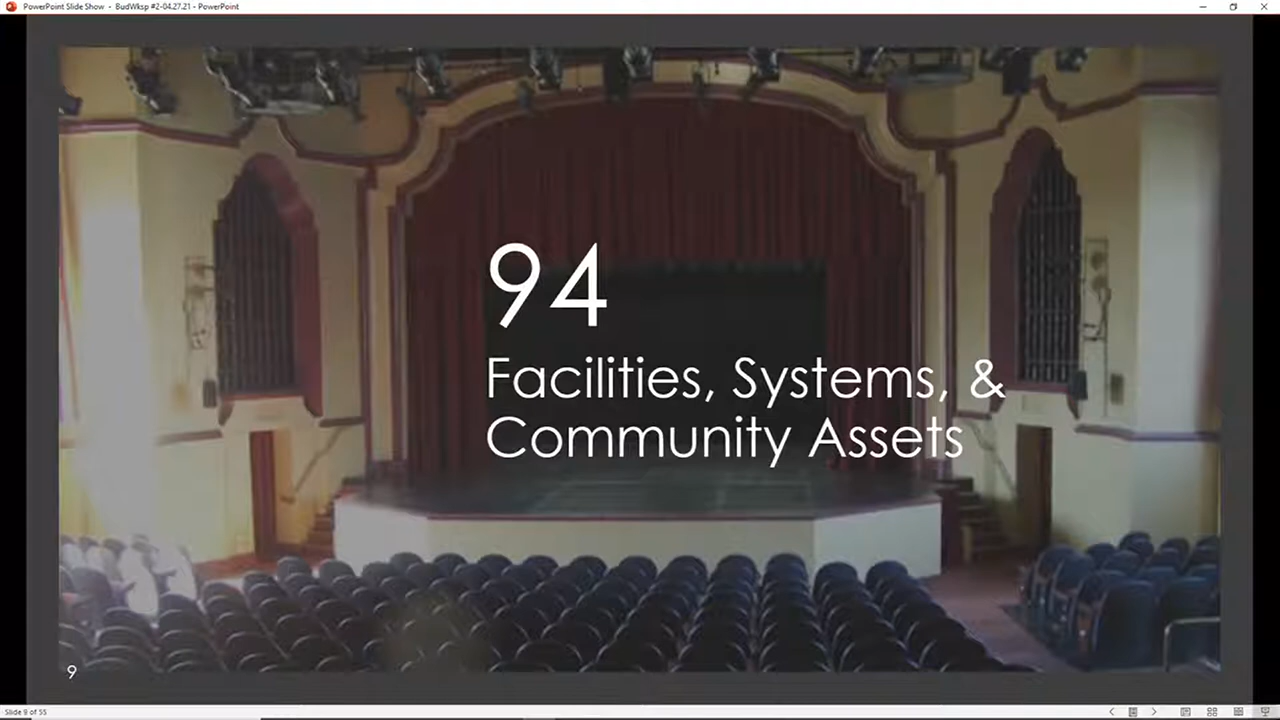 PowerPoint Slide Show - BudWksp #2-04.27.21 - PowerPoint
94
Facilities, Systems, &
Community Assets
9
Slide 9 of 55